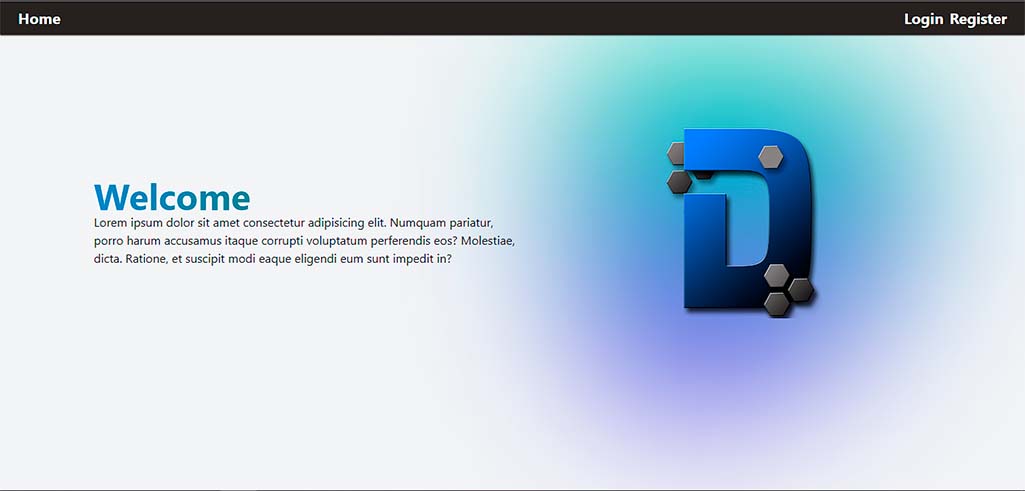 Home
Login Register
Welcome
Lorem ipsum dolor sit amet consectetur adipisicing elit. Numquam pariatur,
porro harum accusamus itaque corrupti voluptatum perferendis eos? Molestiae,
dicta. Ratione, et suscipit modi eaque eligendi eum sunt impedit in?
D